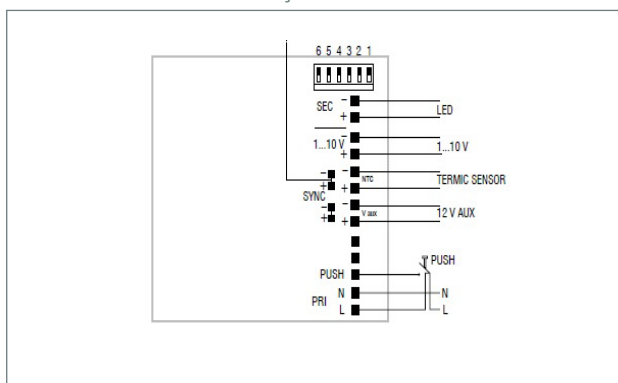 6 5 4 3 2 1
SEC - +
LED
1...10 V - +
1...10 V
- + NTC - +
TERMIC SENSOR
SYNC - + V aux - +
12 V AUX
PUSH
PUSH
PRI N
N
L
L